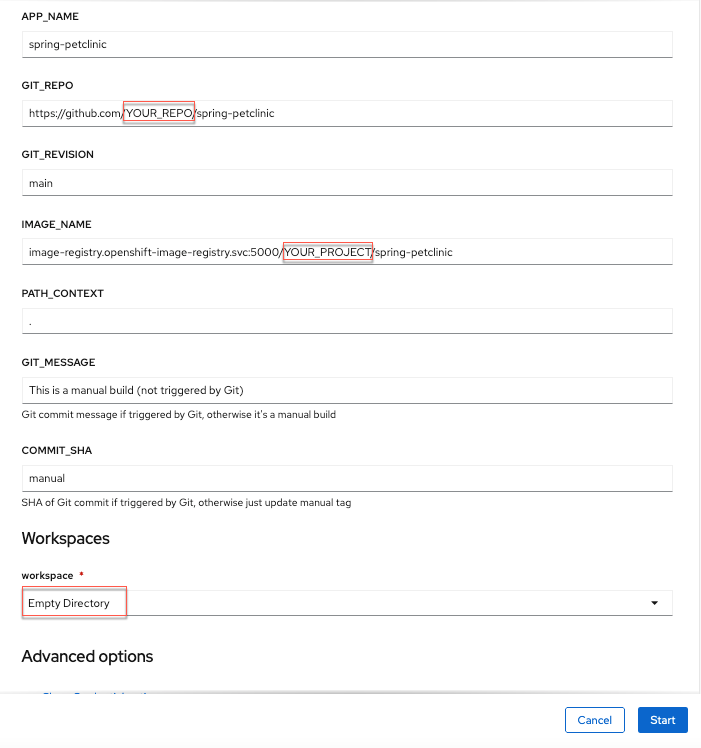 APP_NAME
spring-petclinic
GIT_REPO
https://github.com/YOUR_REPO/spring-petclinic
GIT_REVISION
main
IMAGE_NAME
image-registry.openshift-image-registry.svc:5000/YOUR_PROJECT/spring-petclinic
PATH_CONTEXT
.
GIT_MESSAGE
This is a manual build (not triggered by Git)
Git commit message if triggered by Git, otherwise it's a manual build
COMMIT_SHA
manual
SHA of Git commit if triggered by Git, otherwise just update manual tag
Workspaces
workspace *
Empty Directory
Advanced options
Cancel Start